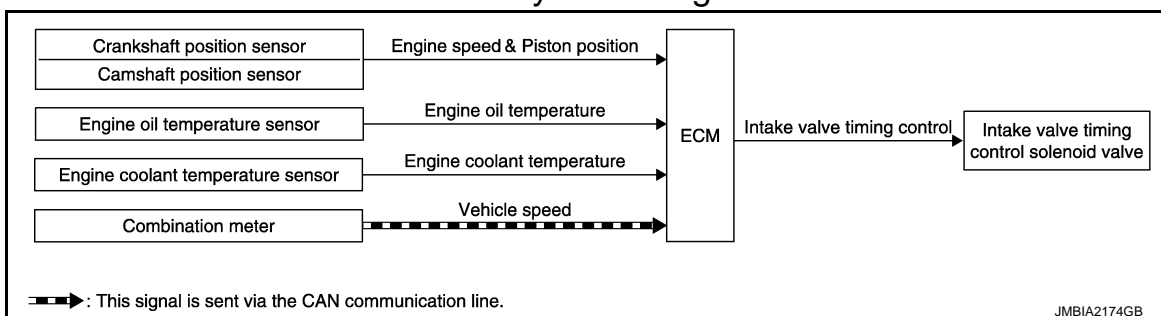 Crankshaft position sensor
Camshaft position sensor
Engine speed & Piston position
Engine oil temperature sensor
Engine oil temperature
Engine coolant temperature sensor
Engine coolant temperature
Combination meter
Vehicle speed
ECM
Intake valve timing control
Intake valve timing
control solenoid valve
: This signal is sent via the CAN communication line.
JMBIA2174GB